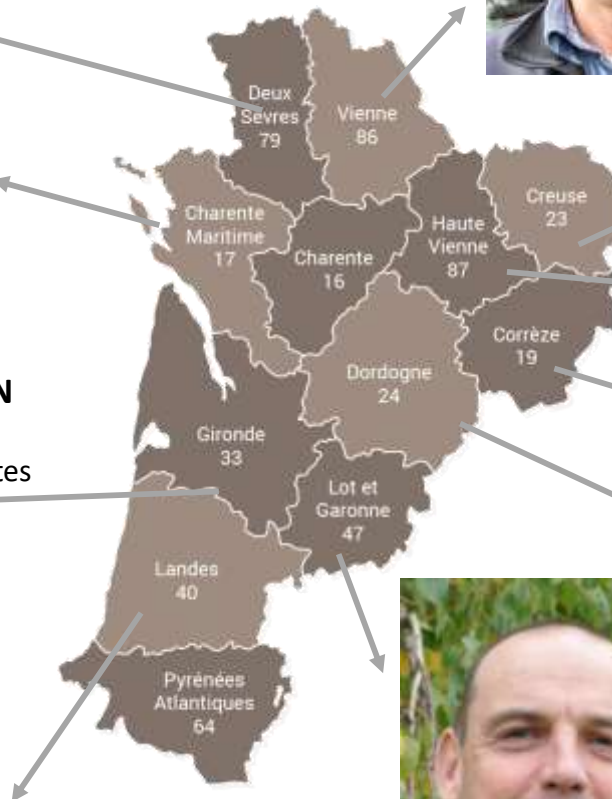 Deux
Sèvres
79
Vienne
86
Creuse
23
Charente
Maritime
17
Charente
16
Haute
Vienne
87
Corrèze
19
N
Dordogne
24
Gironde
33
tes
Lot et
Garonne
47
Landes
40
Pyrénées
Atlantiques
64